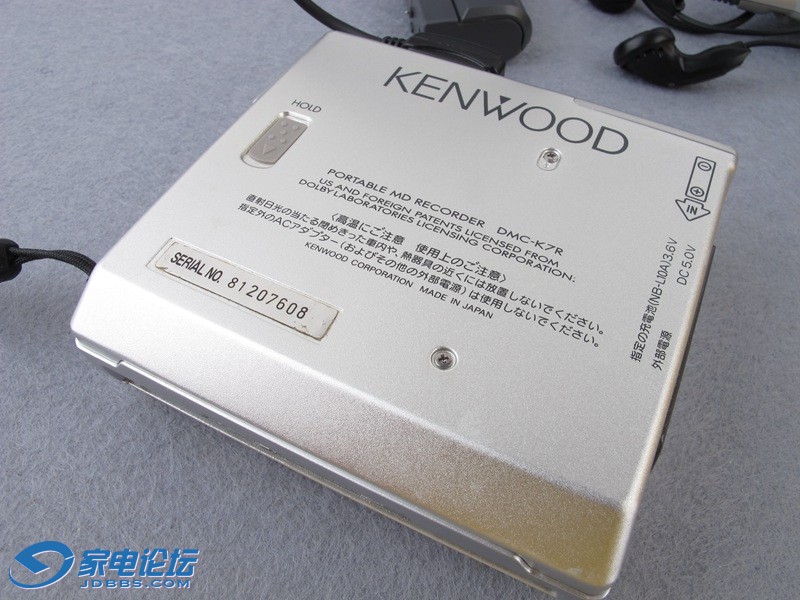 KENWOOD
HOLD
PORTABLE MD RECORDER DMC-K7R
US AND FOREIGN PATENTS LICENSED FROM
DOLBY LABORATORIES LICENSING CORPORATION.
〈高温にご注意 使用上のご注意〉
直射日光の当たる閉めきった車内や、熱器具の近くには放置しないでください。
指定外のACアダプター(およびその他の外部電源)は使用しないでください。
KENWOOD CORPORATION MADE IN JAPAN
SERIAL NO. 81207608
指定の充電池(NB-L10A)3.6V
外部電源 DC5.0V
家电论坛
JDBBS.COM